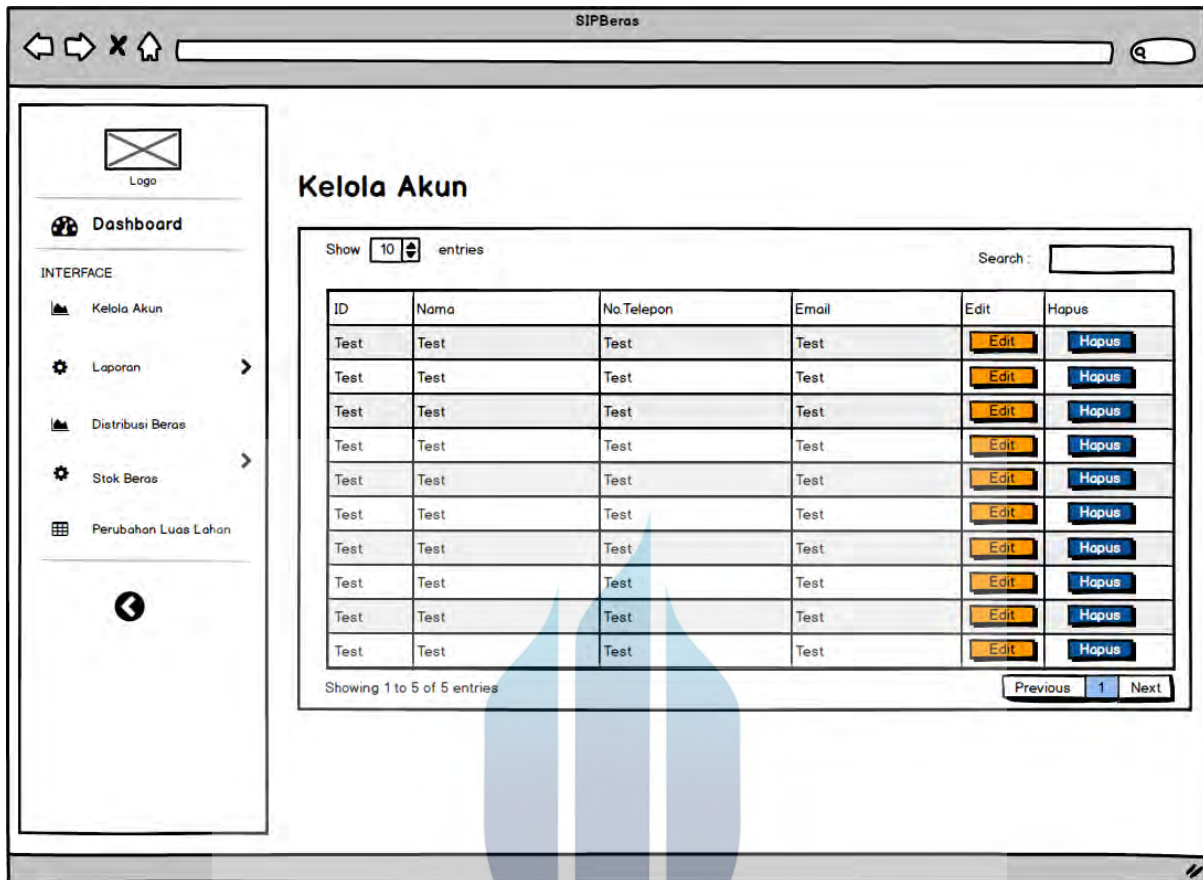 SIPBeras
Logo
Dashboard
INTERFACE
Kelola Akun
Laporan
Distribusi Beras
Stok Beras
Perubahan Luas Lahan
Kelola Akun
Show 10 entries
Search :
ID Nama No.Telepon Email Edit Hapus
Test Test Test Test Edit Hapus
Test Test Test Test Edit Hapus
Test Test Test Test Edit Hapus
Test Test Test Test Edit Hapus
Test Test Test Test Edit Hapus
Test Test Test Test Edit Hapus
Test Test Test Test Edit Hapus
Test Test Test Test Edit Hapus
Test Test Test Test Edit Hapus
Test Test Test Test Edit Hapus
Showing 1 to 5 of 5 entries
Previous 1 Next